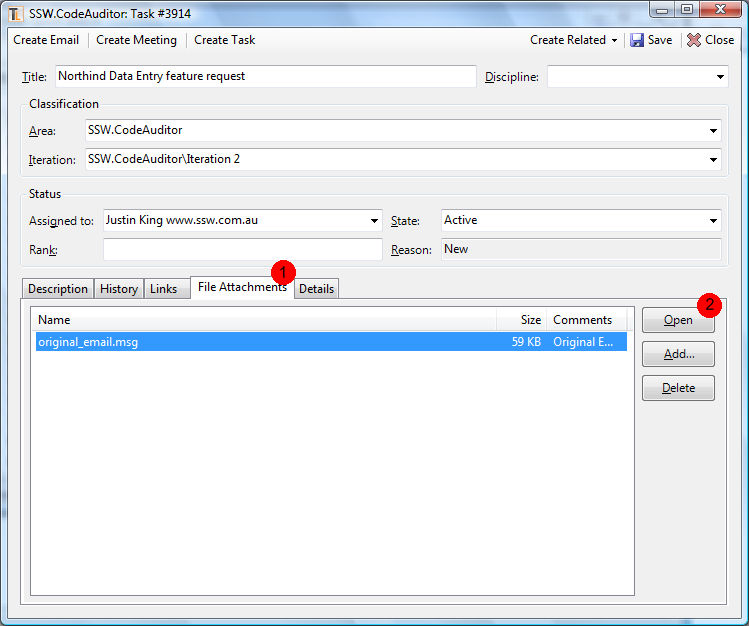 SSW.CodeAuditor: Task #3914
Create Email Create Meeting Create Task Create Related Save Close
Title: Northind Data Entry feature request Discipline:
Classification
Area: SSW.CodeAuditor
Iteration: SSW.CodeAuditor\Iteration 2
Status
Assigned to: Justin King www.ssw.com.au State: Active
Rank: Reason: New
1
Description History Links File Attachments Details
2
Name Size Comments Open
original_email.msg 59 KB Original E...
Add...
Delete